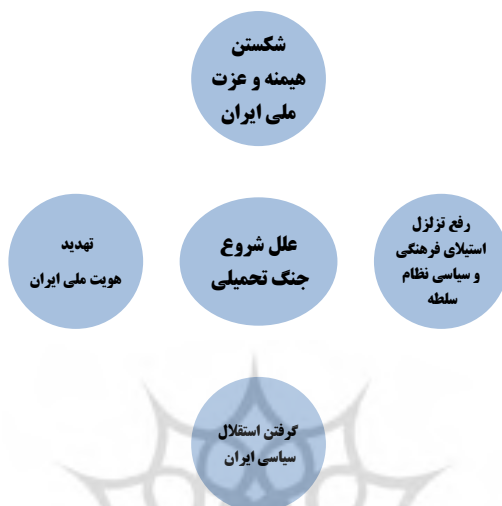 شکستن
هیمنه و عزت
ملی ایران
رفع تزلزل
استیلای فرهنگی
و سیاسی نظام
سلطه
علل شروع
جنگ تحمیلی
تهدید
هویت ملی ایران
گرفتن استقلال
سیاسی ایران